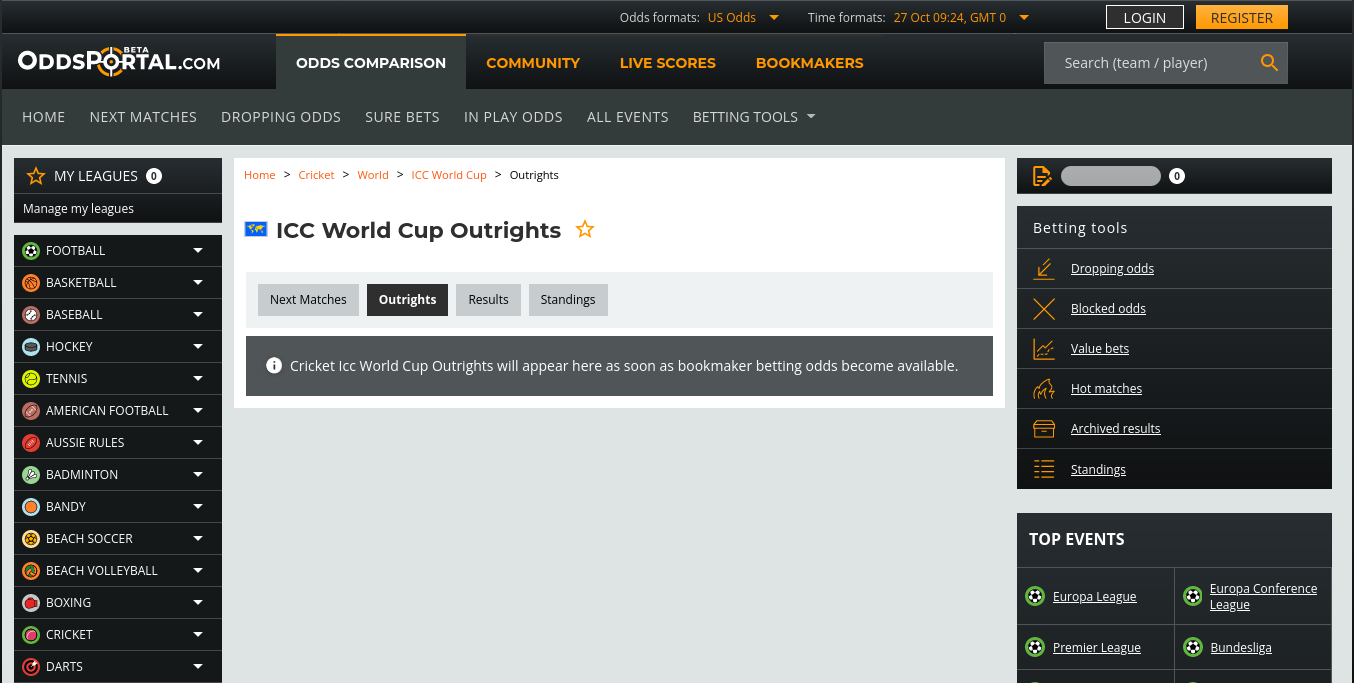 Odds formats: US Odds Time formats: 27 Oct 09:24, GMT 0 LOGIN REGISTER
ODDSPORTAL.COM BETA
ODDS COMPARISON COMMUNITY LIVE SCORES BOOKMAKERS Search (team / player)
HOME NEXT MATCHES DROPPING ODDS SURE BETS IN PLAY ODDS ALL EVENTS BETTING TOOLS
MY LEAGUES 0
Manage my leagues
FOOTBALL
BASKETBALL
BASEBALL
HOCKEY
TENNIS
AMERICAN FOOTBALL
AUSSIE RULES
BADMINTON
BANDY
BEACH SOCCER
BEACH VOLLEYBALL
BOXING
CRICKET
DARTS
Home > Cricket > World > ICC World Cup > Outrights
ICC World Cup Outrights
Next Matches Outrights Results Standings
Cricket Icc World Cup Outrights will appear here as soon as bookmaker betting odds become available.
0
Betting tools
Dropping odds
Blocked odds
Value bets
Hot matches
Archived results
Standings
TOP EVENTS
Europa League
Europa Conference
League
Premier League
Bundesliga